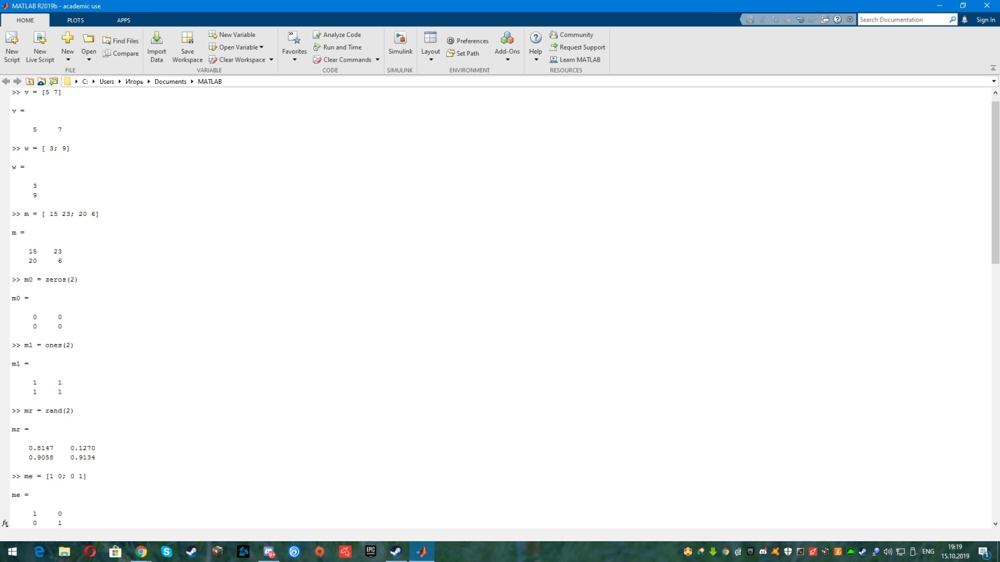 MATLAB R2019b - academic use
HOME PLOTS APPS
Search Documentation Sign In
New Script
New Live Script
New
Open
Find Files
Compare
FILE
Import Data
Save Workspace
New Variable
Open Variable
Clear Workspace
VARIABLE
Favorites
Analyze Code
Run and Time
Clear Commands
CODE
Simulink
SIMULINK
Layout
Preferences
Set Path
Add-Ons
ENVIRONMENT
Help
Community
Request Support
Learn MATLAB
RESOURCES
C: Users Игорь Documents MATLAB
>> v = [5 7]
v =
5 7
>> w = [ 3; 9]
w =
3
9
>> m = [ 15 23; 20 6]
m =
15 23
20 6
>> m0 = zeros(2)
m0 =
0 0
0 0
>> m1 = ones(2)
m1 =
1 1
1 1
>> mr = rand(2)
mr =
0.8147 0.1270
0.9058 0.9134
>> me = [1 0; 0 1]
me =
1 0
0 1
fx
EPIC GAMES
ENG
19:19
15.10.2019